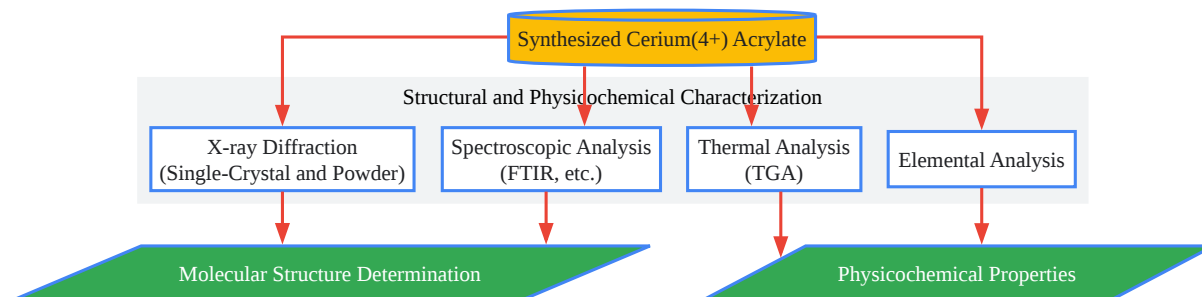 Synthesized Cerium(4+) Acrylate
Structural and Physicochemical Characterization
X-ray Diffraction
(Single-Crystal and Powder)
Spectroscopic Analysis
(FTIR, etc.)
Thermal Analysis
(TGA)
Elemental Analysis
Molecular Structure Determination
Physicochemical Properties